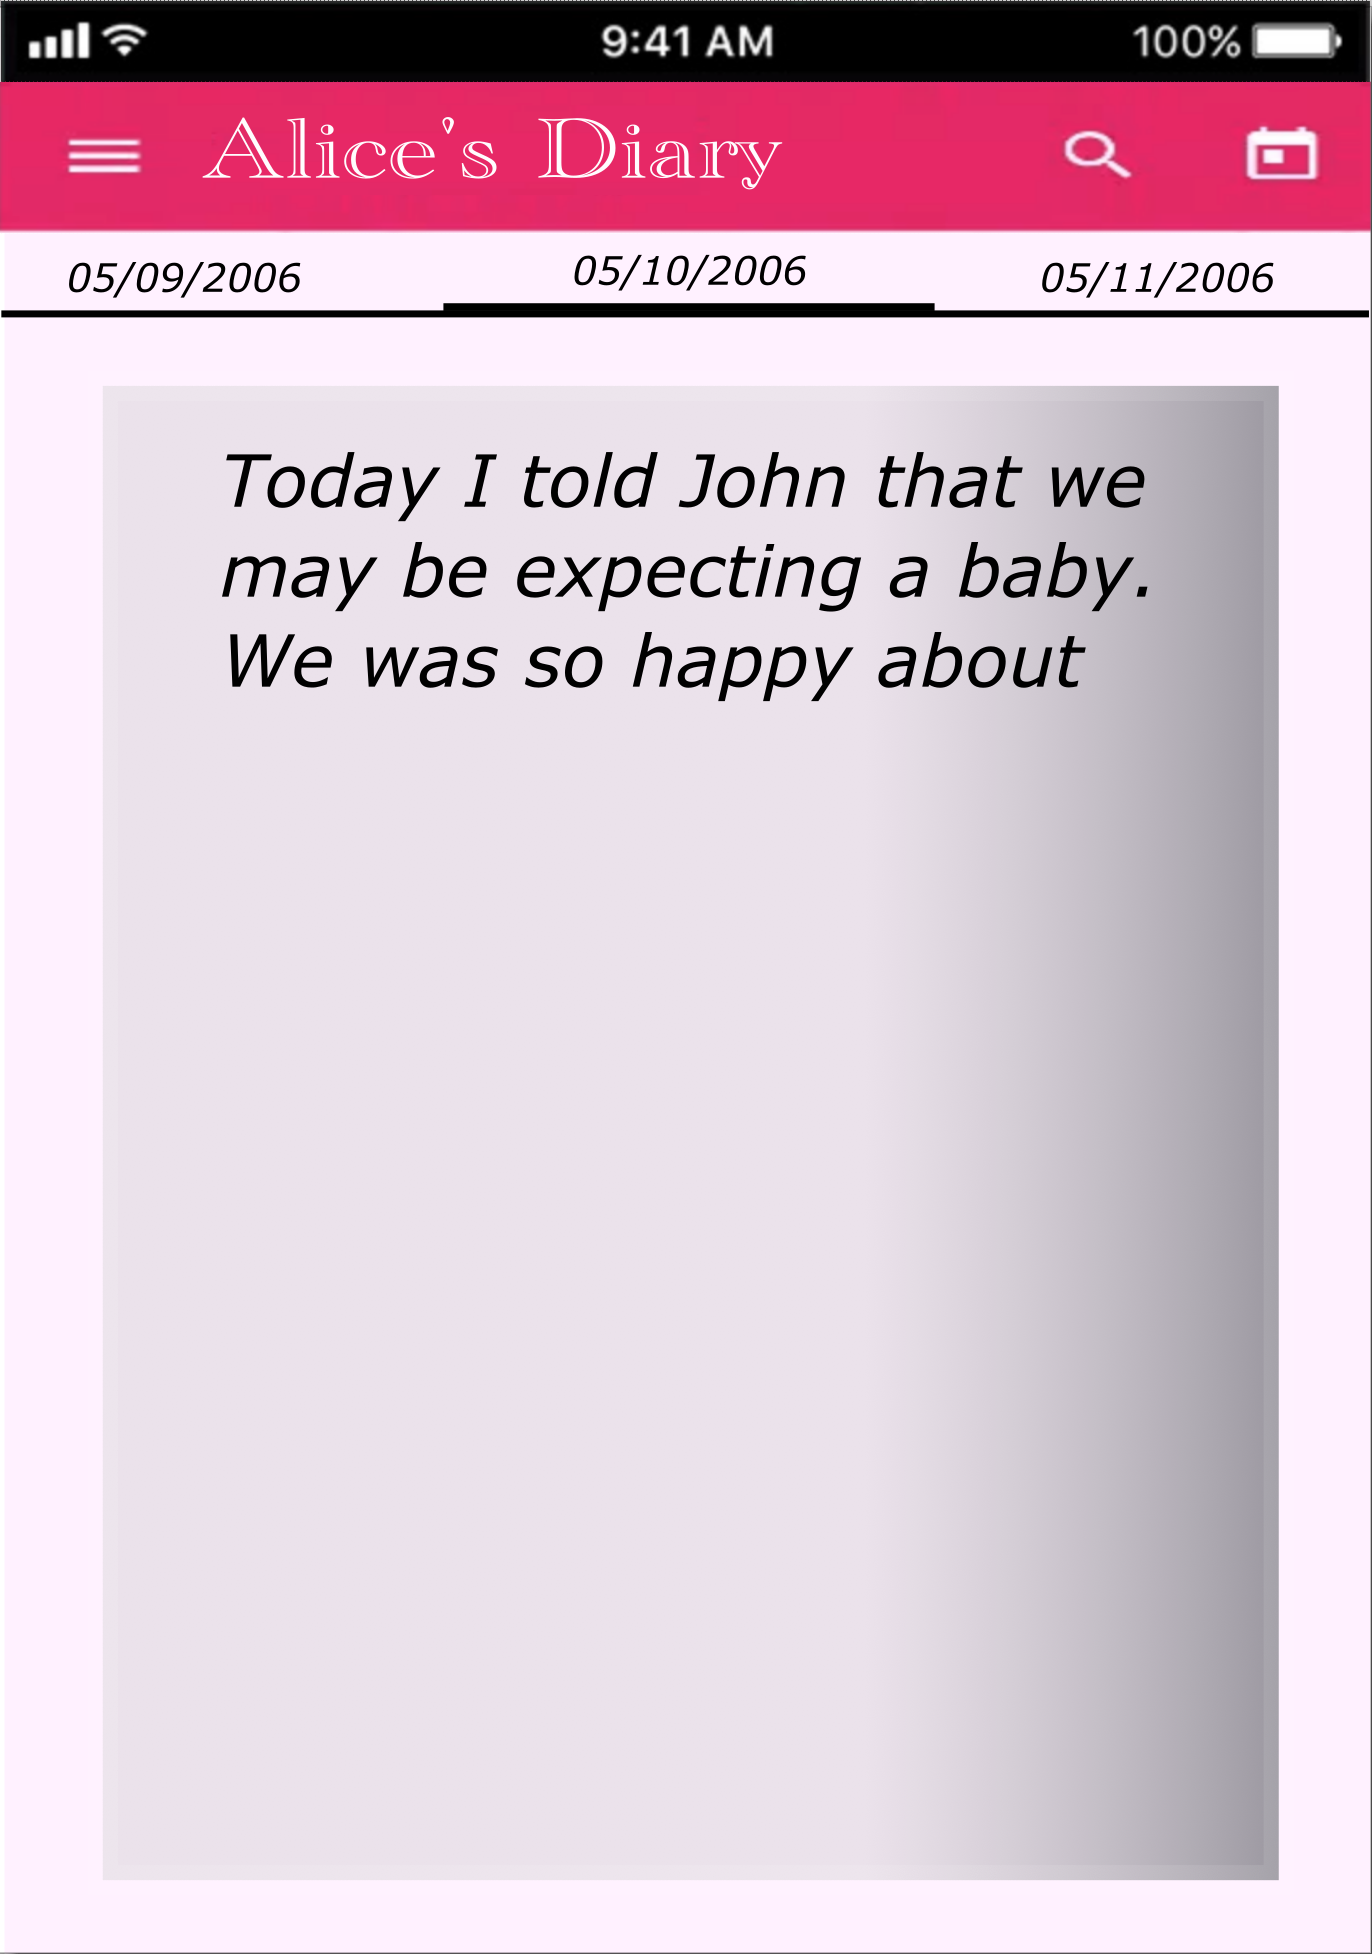 9:41 AM 100%
Alice's Diary
05/09/2006 05/10/2006 05/11/2006
Today I told John that we
may be expecting a baby.
We was so happy about